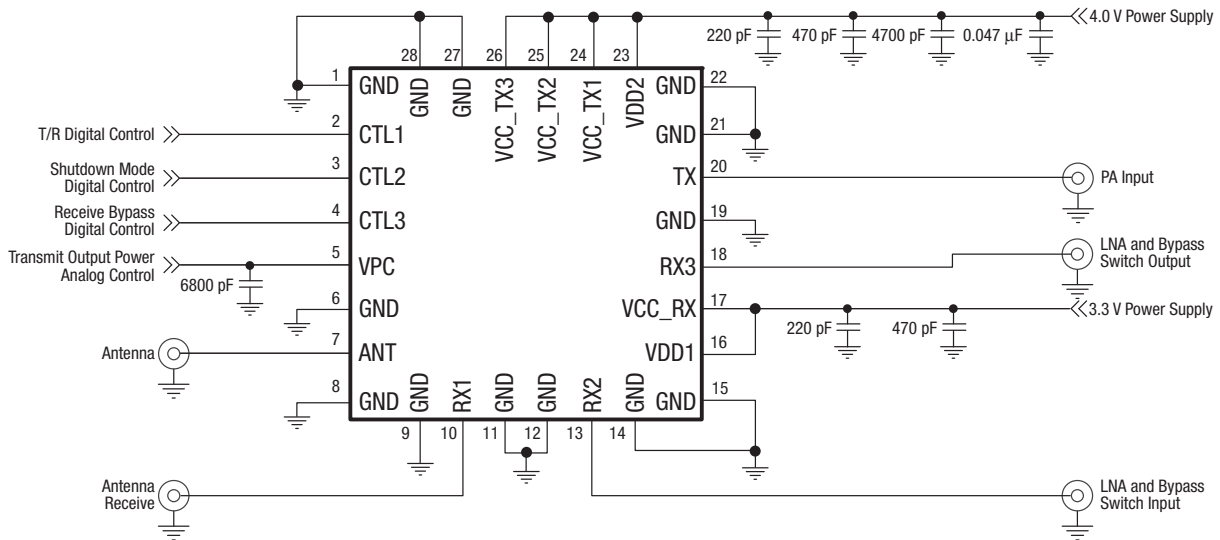 4.0 V Power Supply
220 pF
470 pF
4700 pF
0.047 μF
28
27
26
25
24
23
GND
GND
VCC_TX3
VCC_TX2
VCC_TX1
VDD2
1
GND
T/R Digital Control
2
CTL1
Shutdown Mode
Digital Control
3
CTL2
Receive Bypass
Digital Control
4
CTL3
Transmit Output Power
Analog Control
5
VPC
6800 pF
6
GND
Antenna
7
ANT
8
GND
GND
22
GND
21
TX
20
PA Input
GND
19
RX3
18
LNA and Bypass
Switch Output
VCC_RX
17
3.3 V Power Supply
220 pF
470 pF
VDD1
16
GND
15
GND
RX1
GND
GND
RX2
GND
9
10
11
12
13
14
Antenna
Receive
LNA and Bypass
Switch Input